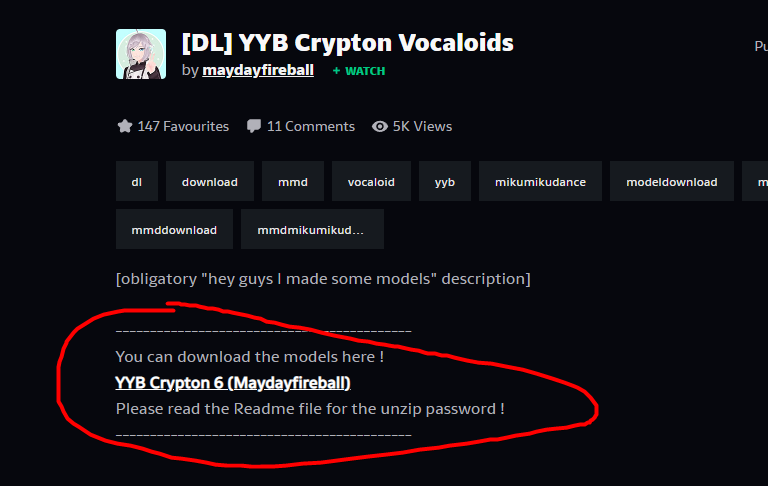 [DL] YYB Crypton Vocaloids
by maydayfireball + WATCH
Pu
147 Favourites 11 Comments 5K Views
dl download mmd vocaloid yyb mikumikudance modeldownload m
mmddownload mmdmikumikud...
[obligatory "hey guys I made some models" description]
___________________________________________
You can download the models here !
YYB Crypton 6 (Maydayfireball)
Please read the Readme file for the unzip password !
___________________________________________